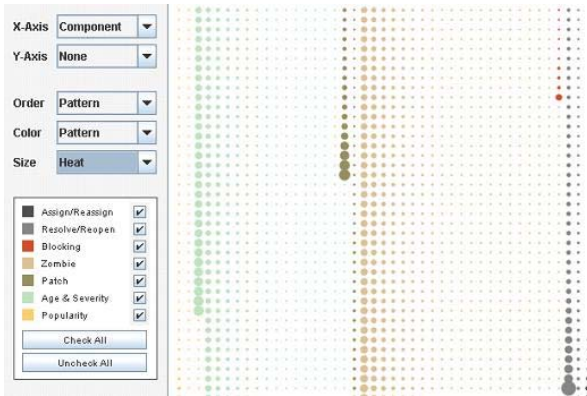 X-Axis Component
Y-Axis None
Order Pattern
Color Pattern
Size Heat
Assign/Reassign
Resolve/Reopen
Blocking
Zombie
Patch
Age & Severity
Popularity
Check All
Uncheck All